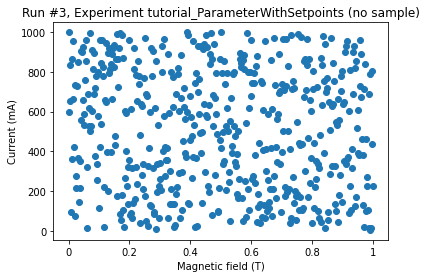 Run #3, Experiment tutorial_ParameterWithSetpoints (no sample)
1000
800
600
400
200
0
Current (mA)
0 0.2 0.4 0.6 0.8 1
Magnetic field (T)